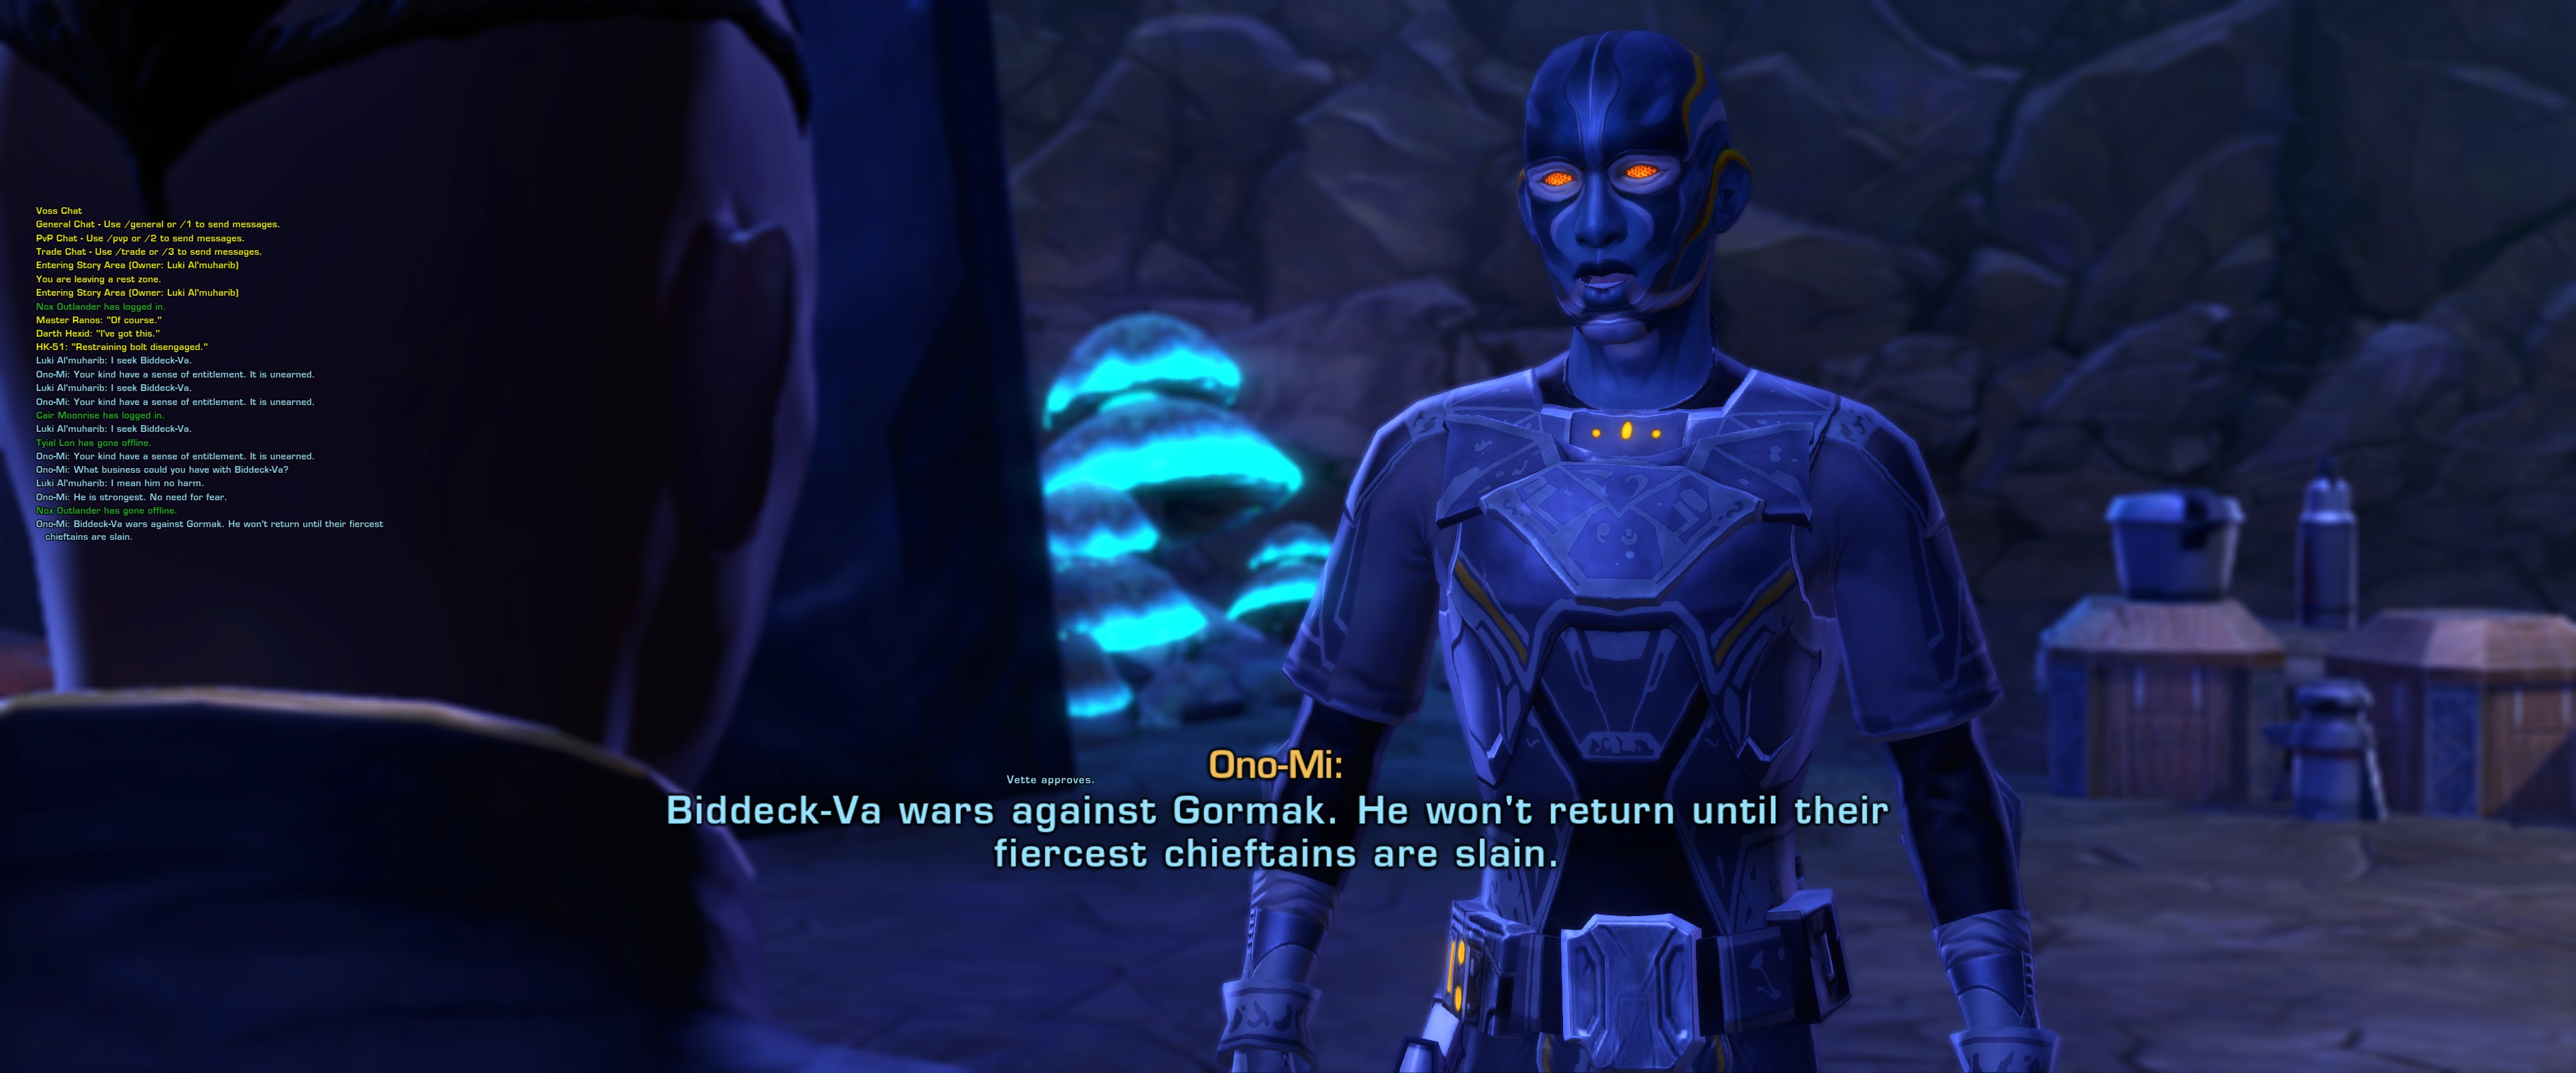 Voss Chat
General Chat - Use /general or /1 to send messages.
PvP Chat - Use /pvp or /2 to send messages.
Trade Chat - Use /trade or /3 to send messages.
Entering Story Area (Owner: Luki Al'muharib)
You are leaving a rest zone.
Entering Story Area (Owner: Luki Al'muharib)
Nox Outlander has logged in.
Master Ranos: "Of course."
Darth Hexid: "I've got this."
HK-51: "Restraining bolt disengaged."
Luki Al'muharib: I seek Biddeck-Va.
Ono-Mi: Your kind have a sense of entitlement. It is unearned.
Luki Al'muharib: I seek Biddeck-Va.
Ono-Mi: Your kind have a sense of entitlement. It is unearned.
Cair Moonrise has logged in.
Luki Al'muharib: I seek Biddeck-Va.
Tyial Lon has gone offline.
Ono-Mi: Your kind have a sense of entitlement. It is unearned.
Ono-Mi: What business could you have with Biddeck-Va?
Luki Al'muharib: I mean him no harm.
Ono-Mi: He is strongest. No need for fear.
Nox Outlander has gone offline.
Ono-Mi: Biddeck-Va wars against Gormak. He won't return until their fiercest
chieftains are slain.
Ono-Mi:
Vette approves.
Biddeck-Va wars against Gormak. He won't return until their
fiercest chieftains are slain.